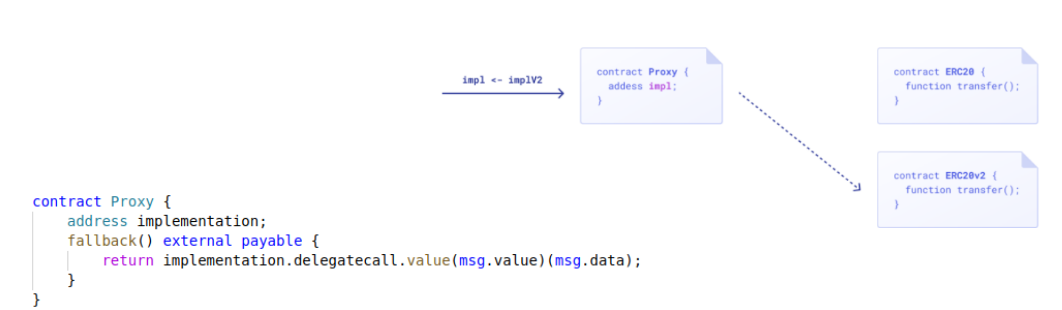 impl <- implV2
contract Proxy {
addess impl;
}
contract ERC20 {
function transfer();
}
contract ERC20v2 {
function transfer();
}
contract Proxy {
address implementation;
fallback() external payable {
return implementation.delegatecall.value(msg.value)(msg.data);
}
}